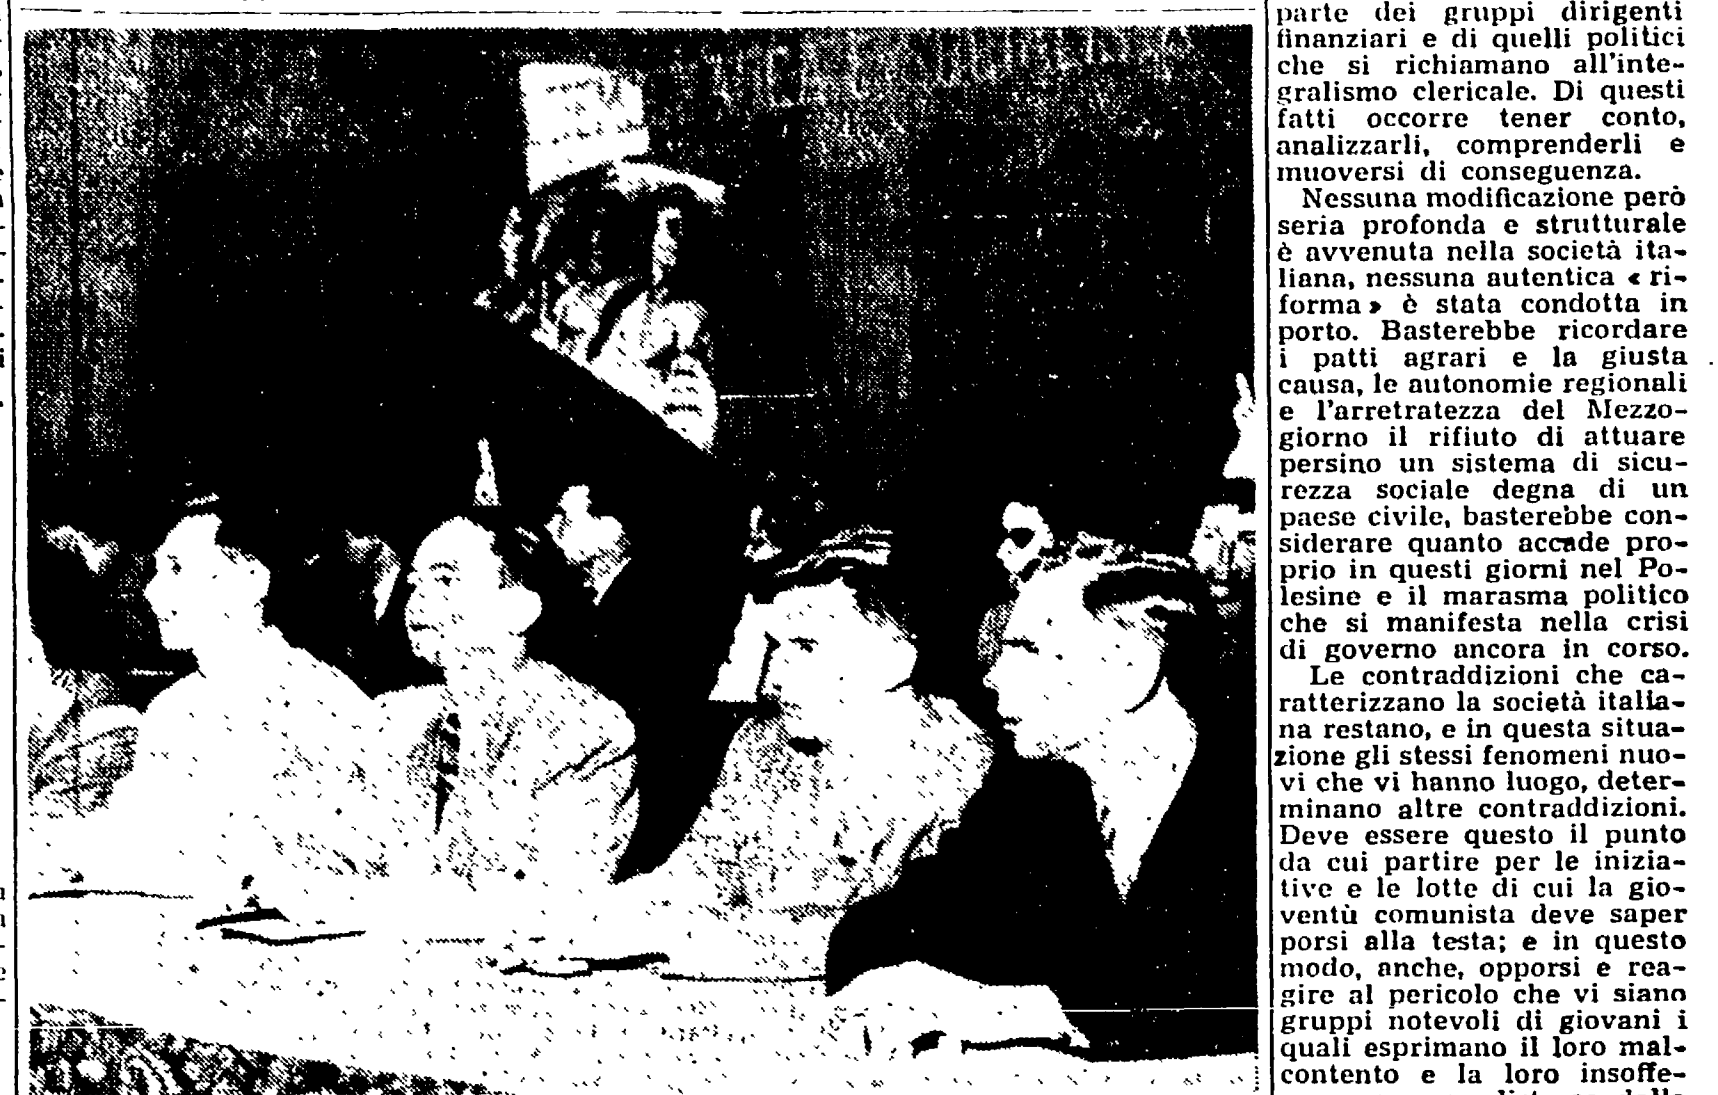 parte dei gruppi dirigenti
finanziari e di quelli politici
che si richiamano all'inte-
gralismo clericale. Di questi
fatti occorre tener conto,
analizzarli, comprenderli e
muoversi di conseguenza.
Nessuna modificazione però
seria profonda e strutturale
è avvenuta nella società ita-
liana, nessuna autentica « ri-
forma » è stata condotta in
porto. Basterebbe ricordare
i patti agrari e la giusta
causa, le autonomie regionali
e l'arretratezza del Mezzo-
giorno il rifiuto di attuare
persino un sistema di sicu-
rezza sociale degna di un
paese civile, basterebbe con-
siderare quanto accade pro-
prio in questi giorni nel Po-
lesine e il marasma politico
che si manifesta nella crisi
di governo ancora in corso.
Le contraddizioni che ca-
ratterizzano la società italia-
na restano, e in questa situa-
zione gli stessi fenomeni nuo-
vi che vi hanno luogo, deter-
minano altre contraddizioni.
Deve essere questo il punto
da cui partire per le inizia-
tive e le lotte di cui la gio-
ventù comunista deve saper
porsi alla testa; e in questo
modo, anche, opporsi e rea-
gire al pericolo che vi siano
gruppi notevoli di giovani i
quali esprimano il loro mal-
contento e la loro insoffe-